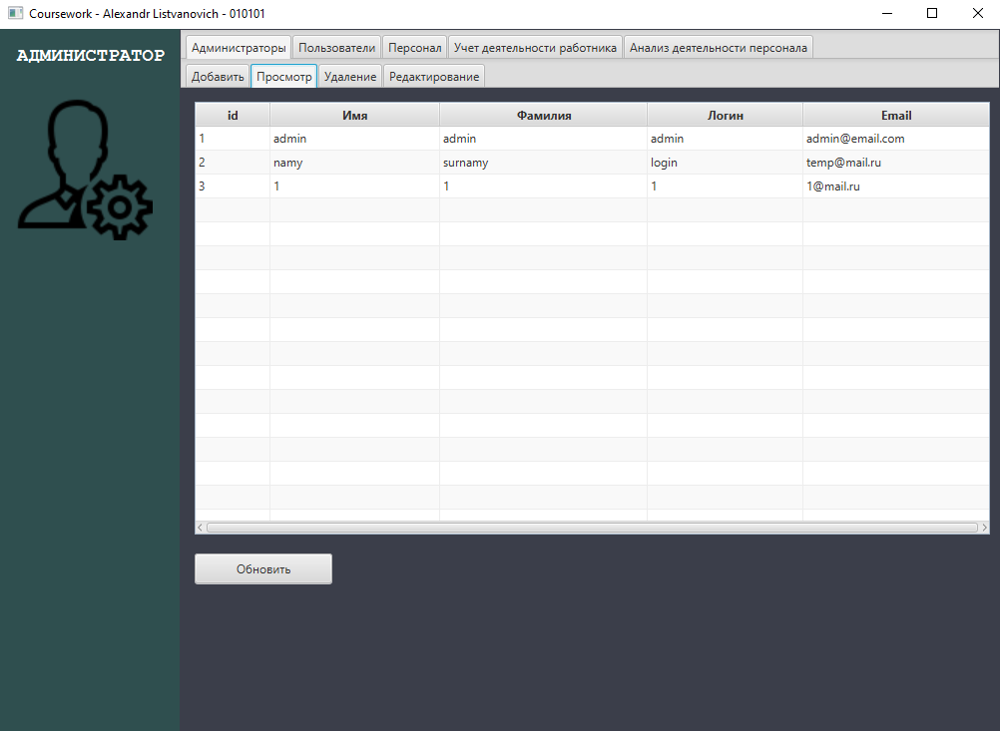 Coursework - Alexandr Listvanovich - 010101
АДМИНИСТРАТОР
Администраторы Пользователи Персонал Учет деятельности работника Анализ деятельности персонала
Добавить Просмотр Удаление Редактирование
id Имя Фамилия Логин Email
1 admin admin admin admin@email.com
2 namy surnamy login temp@mail.ru
3 1 1 1 1@mail.ru
Обновить